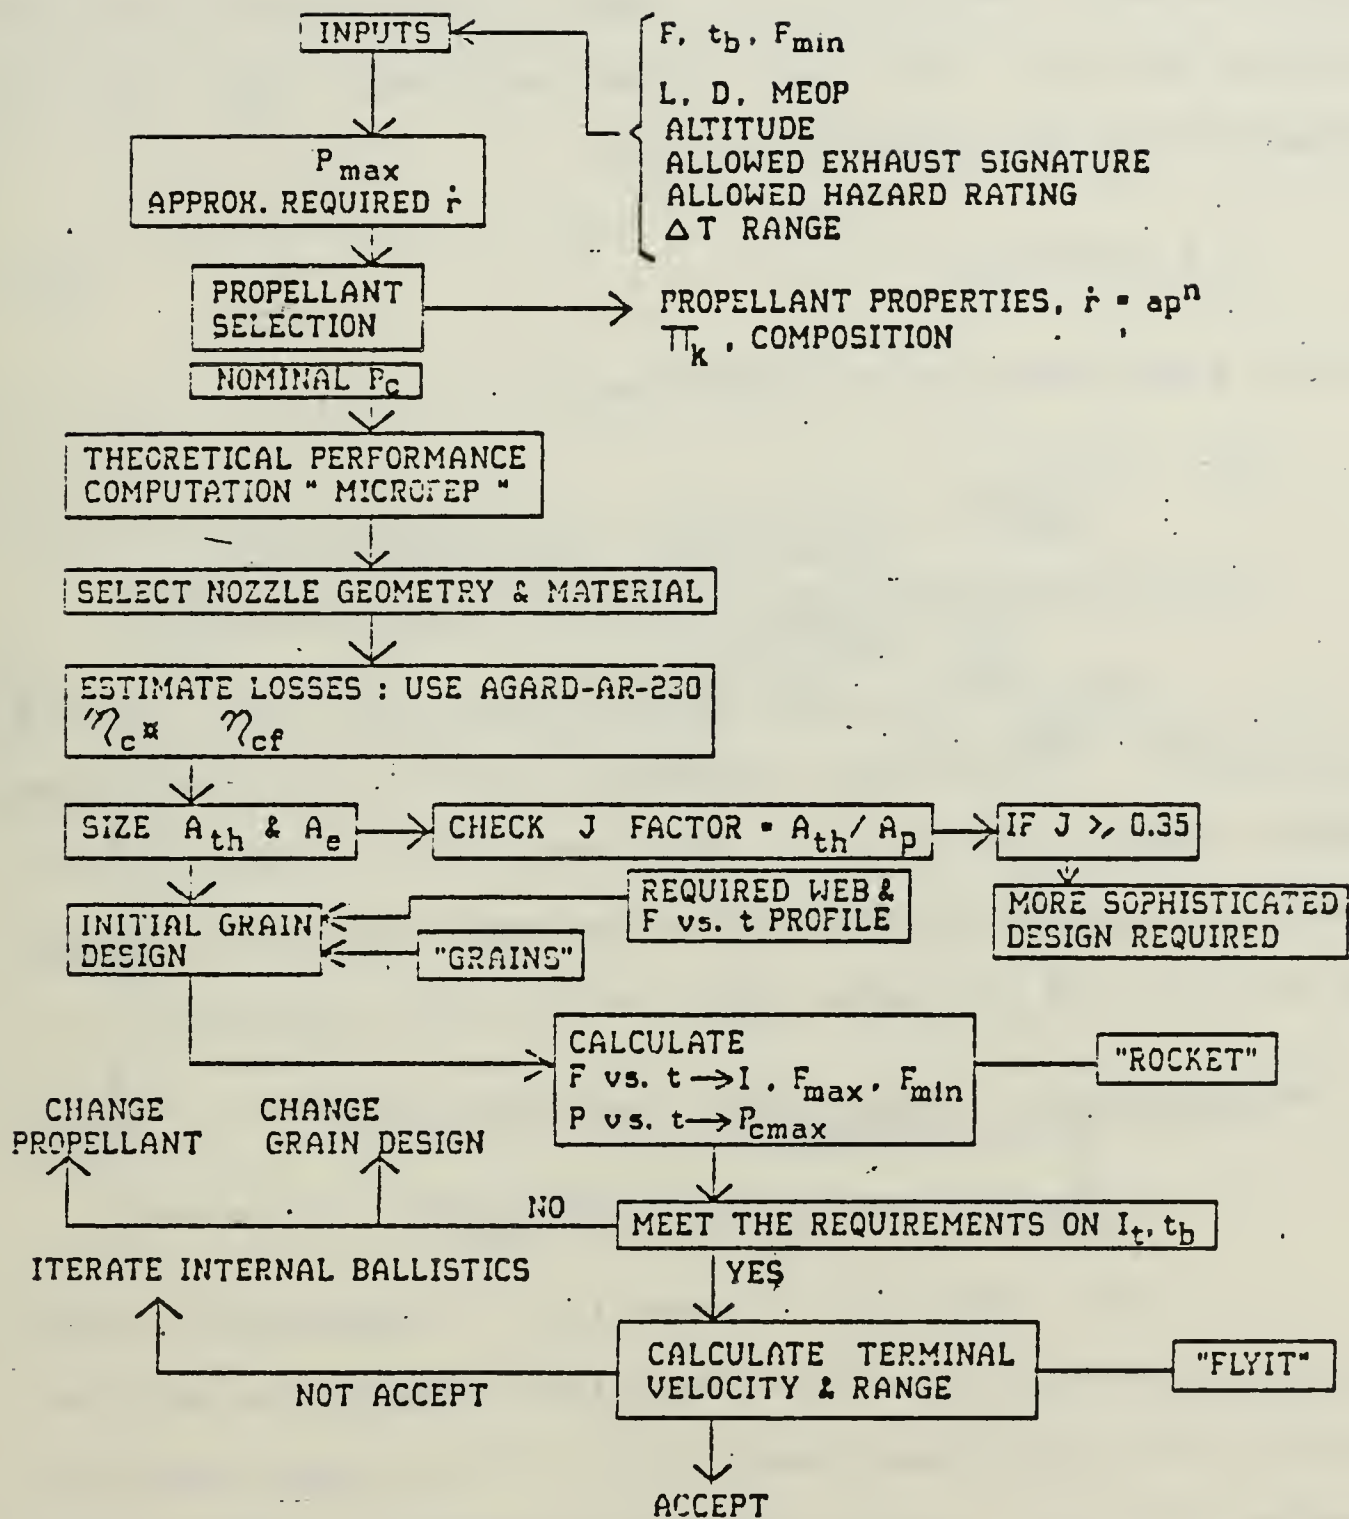 INPUTS
F, t_b, F_min
L, D, MEOP
ALTITUDE
ALLOWED EXHAUST SIGNATURE
ALLOWED HAZARD RATING
ΔT RANGE
P_max
APPROX. REQUIRED ṙ
PROPELLANT
SELECTION
PROPELLANT PROPERTIES, ṙ = ap^n
π_k, COMPOSITION
NOMINAL P_C
THEORETICAL PERFORMANCE
COMPUTATION " MICROPEP "
SELECT NOZZLE GEOMETRY & MATERIAL
ESTIMATE LOSSES : USE AGARD-AR-230
η_c* η_cf
SIZE A_th & A_e
CHECK J FACTOR = A_th / A_p
IF J ≥ 0.35
MORE SOPHISTICATED
DESIGN REQUIRED
REQUIRED WEB &
F vs. t PROFILE
INITIAL GRAIN
DESIGN
"GRAINS"
CALCULATE
F vs. t → I, F_max, F_min
P vs. t → P_cmax
"ROCKET"
CHANGE
PROPELLANT
CHANGE
GRAIN DESIGN
NO
MEET THE REQUIREMENTS ON I_t, t_b
ITERATE INTERNAL BALLISTICS
YES
CALCULATE TERMINAL
VELOCITY & RANGE
"FLYIT"
NOT ACCEPT
ACCEPT